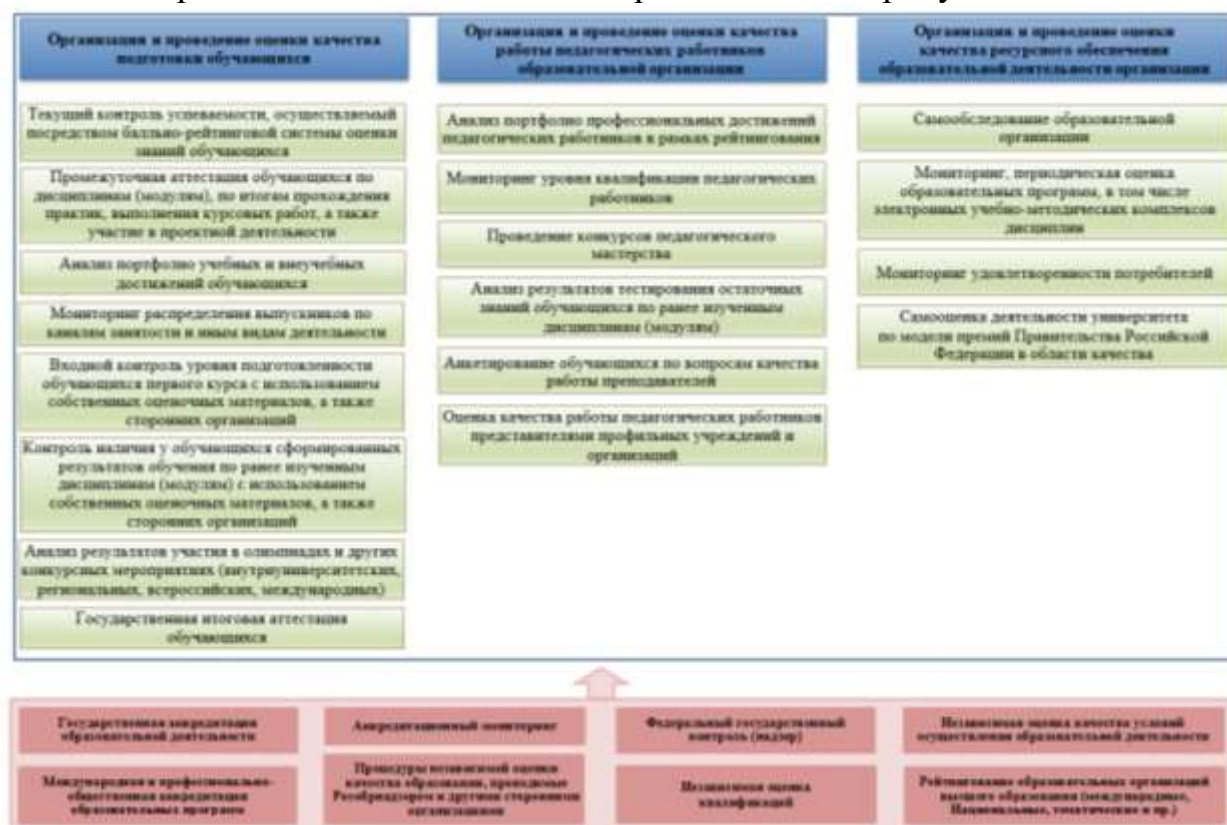 Организация и проведение оценки качества
подготовки обучающихся
Текущий контроль успеваемости, осуществляемый
посредством балльно-рейтинговой системы оценки
знаний обучающихся
Промежуточная аттестация обучающихся по
дисциплинам (модулям), по итогам прохождения
практик, выполнения курсовых работ, а также
участие в проектной деятельности
Анализ портфолио учебных и внеучебных
достижений обучающихся
Мониторинг распределения выпускников по
каналам занятости и иным видам деятельности
Входной контроль уровня подготовленности
обучающихся первого курса с использованием
собственных оценочных материалов, а также
сторонних организаций
Контроль наличия у обучающихся сформированных
результатов обучения по ранее изученным
дисциплинам (модулям) с использованием
собственных оценочных материалов, а также
сторонних организаций
Анализ результатов участия в олимпиадах и других
конкурсных мероприятиях (внутриуниверситетских,
региональных, всероссийских, международных)
Государственная итоговая аттестация
обучающихся
Организация и проведение оценки качества
работы педагогических работников
образовательной организации
Анализ портфолио профессиональных достижений
педагогических работников в рамках рейтингования
Мониторинг уровня квалификации педагогических
работников
Проведение конкурсов педагогического
мастерства
Анализ результатов тестирования остаточных
знаний обучающихся по ранее изученным
дисциплинам (модулям)
Анкетирование обучающихся по вопросам качества
работы преподавателей
Оценка качества работы педагогических работников
представителями профильных учреждений и
организаций
Организация и проведение оценки
качества ресурсного обеспечения
образовательной деятельности организации
Самообследование образовательной
организации
Мониторинг, периодическая оценка
образовательных программ, в том числе
электронных учебно-методических комплексов
дисциплин
Мониторинг удовлетворенности потребителей
Самооценка деятельности университета
по модели премий Правительства Российской
Федерации в области качества
Государственная аккредитация
образовательной деятельности
Аккредитационный мониторинг
Федеральный государственный
контроль (надзор)
Независимая оценка качества условий
осуществления образовательной деятельности
Международная и профессионально-
общественная аккредитация
образовательных программ
Процедуры независимой оценки
качества образования, проводимые
Рособрнадзором и другими сторонними
организациями
Независимая оценка
квалификаций
Рейтингование образовательных организаций
высшего образования (международные,
Национальные, тематические и пр.)